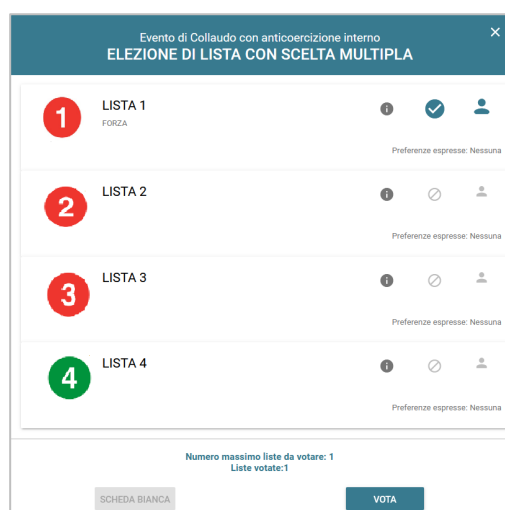 Evento di Collaudo con anticoercizione interno
ELEZIONE DI LISTA CON SCELTA MULTIPLA
1
LISTA 1
FORZA
Preferenze espresse: Nessuna
2
LISTA 2
Preferenze espresse: Nessuna
3
LISTA 3
Preferenze espresse: Nessuna
4
LISTA 4
Preferenze espresse: Nessuna
Numero massimo liste da votare: 1
Liste votate:1
SCHEDA BIANCA
VOTA